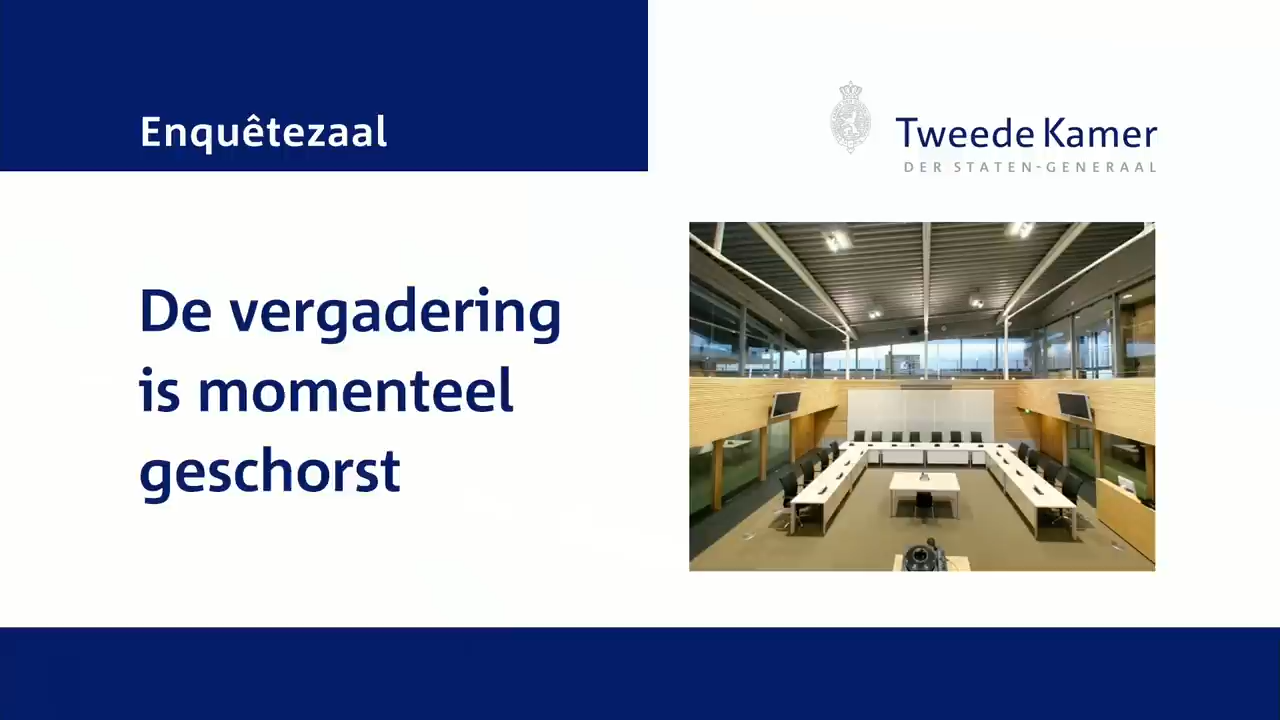 Enquêtezaal
Tweede Kamer
DER STATEN-GENERAAL
De vergadering
is momenteel
geschorst